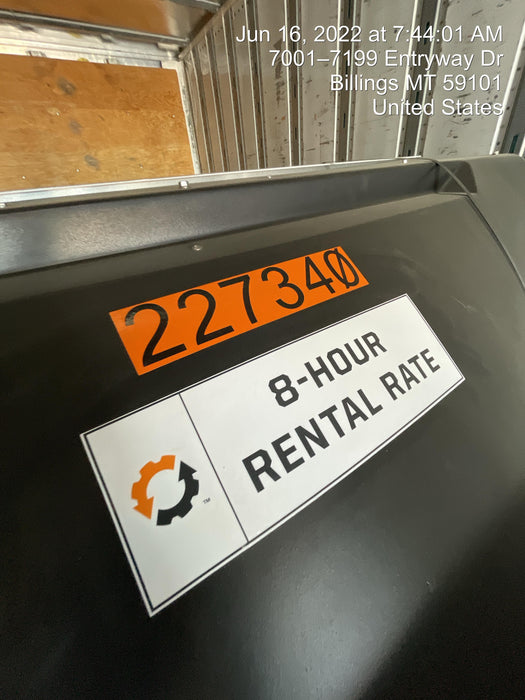 Jun 16, 2022 at 7:44:01 AM
7001–7199 Entryway Dr
Billings MT 59101
United States
227340
8-HOUR
RENTAL RATE
TM